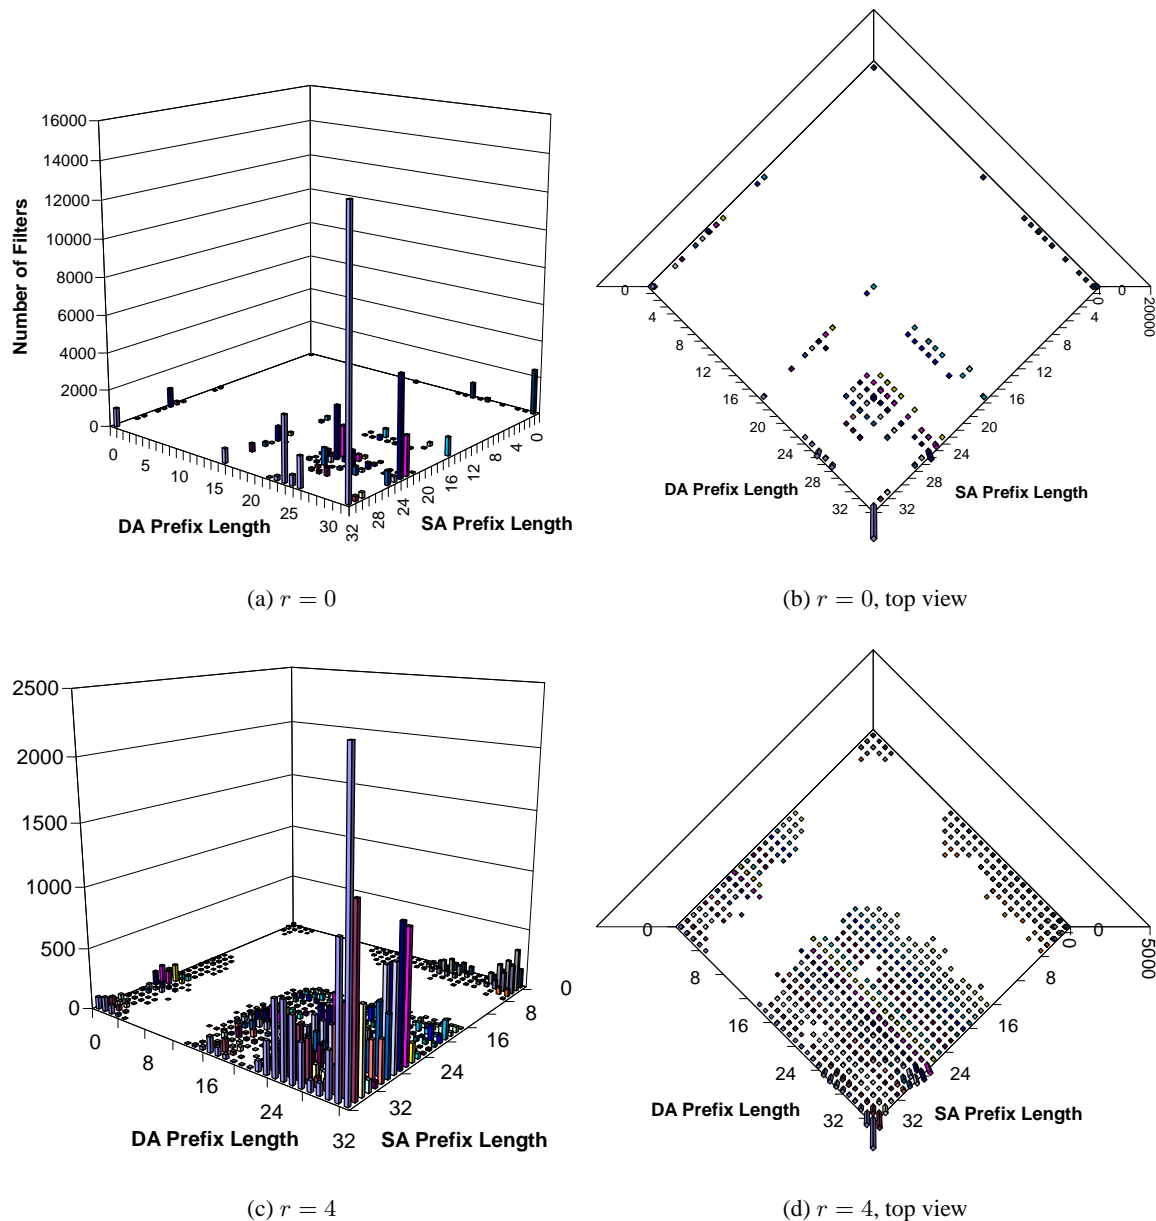 16000
14000
12000
10000
8000
6000
4000
2000
0
Number of Filters
0 5 10 15 20 25 30
DA Prefix Length
32 28 24 20 16 12 8 4 0
SA Prefix Length
(a) r = 0
0 4 8 12 16 20 24 28 32
DA Prefix Length
0 4 8 12 16 20 24 28 32
SA Prefix Length
0 20000
(b) r = 0, top view
2500
2000
1500
1000
500
0
0 8 16 24 32
DA Prefix Length
32 24 16 8 0
SA Prefix Length
(c) r = 4
0 8 16 24 32
DA Prefix Length
0 8 16 24 32
SA Prefix Length
0 5000
(d) r = 4, top view